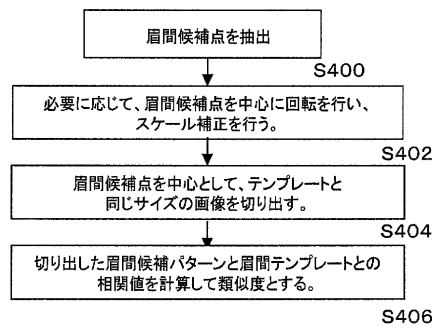 眉間候補点を抽出
S400
必要に応じて、眉間候補点を中心に回転を行い、
スケール補正を行う。
S402
眉間候補点を中心として、テンプレートと
同じサイズの画像を切り出す。
S404
切り出した眉間候補パターンと眉間テンプレートとの
相関値を計算して類似度とする。
S406